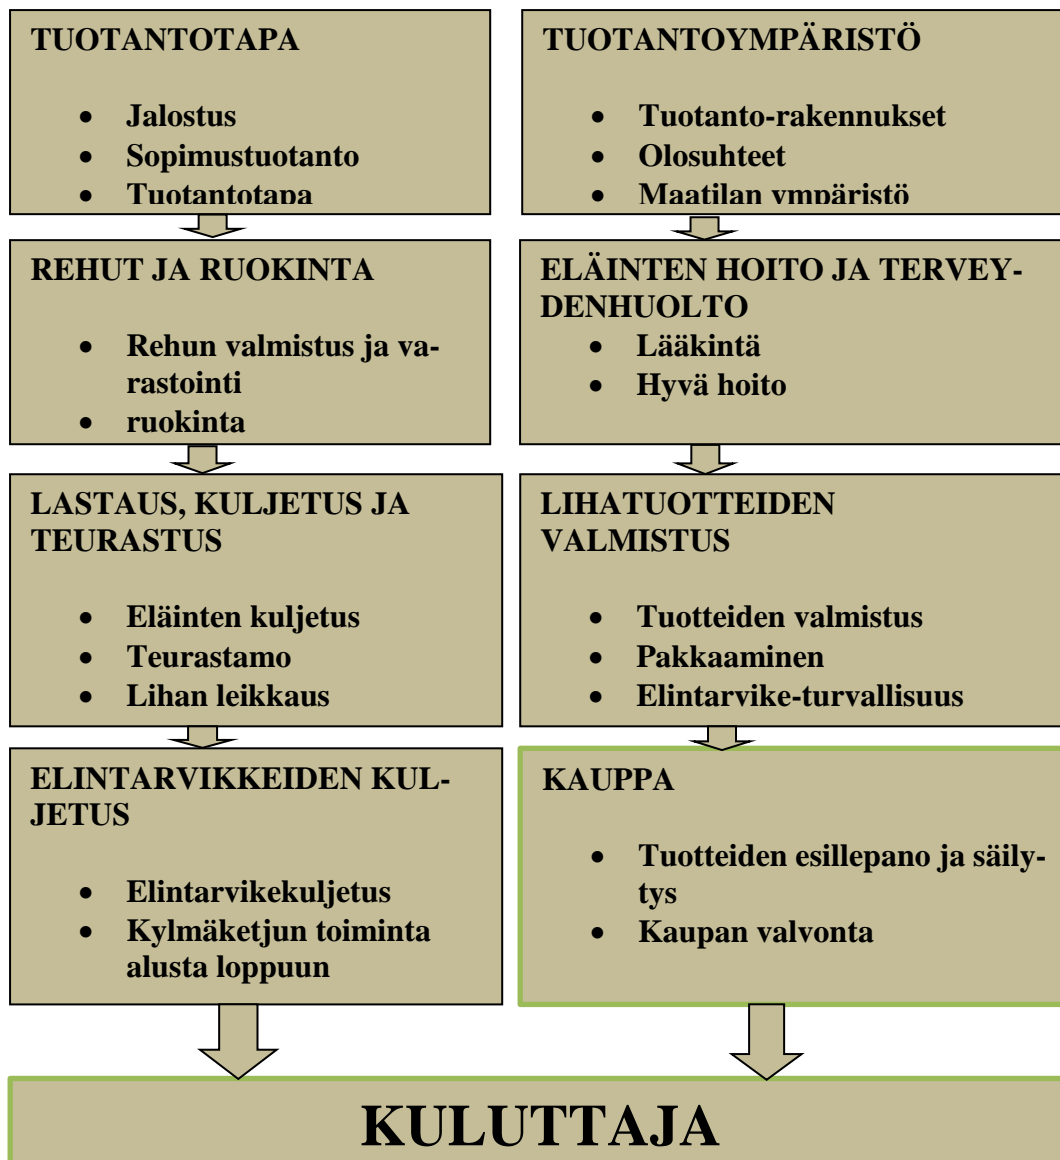 TUOTANTOTAPA
• Jalostus
• Sopimustuotanto
• Tuotantotapa
TUOTANTOYMPÄRISTÖ
• Tuotanto-rakennukset
• Olosuhteet
• Maatilan ympäristö
REHUT JA RUOKINTA
• Rehun valmistus ja va-
rastointi
• ruokinta
ELÄINTEN HOITO JA TERVEY-
DENHUOLTO
• Lääkintä
• Hyvä hoito
LASTAUS, KULJETUS JA
TEURASTUS
• Eläinten kuljetus
• Teurastamo
• Lihan leikkaus
LIHATUOTTEIDEN
VALMISTUS
• Tuotteiden valmistus
• Pakkaaminen
• Elintarvike-turvallisuus
ELINTARVIKKEIDEN KUL-
JETUS
• Elintarvikekuljetus
• Kylmäketjun toiminta
alusta loppuun
KAUPPA
• Tuotteiden esillepano ja säily-
tys
• Kaupan valvonta
KULUTTAJA